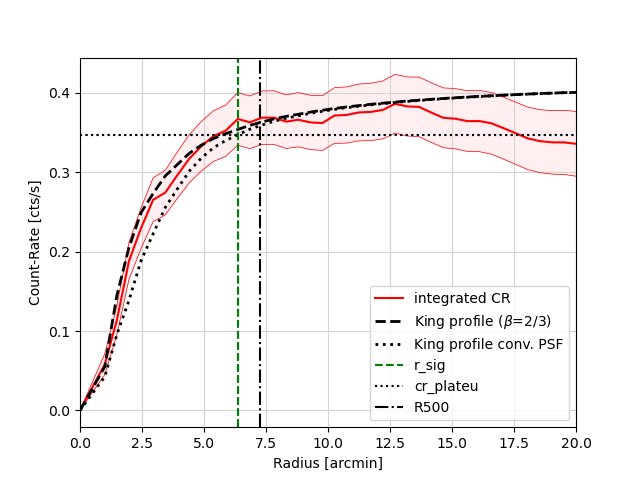 0.4
0.3
0.2
0.1
0.0
Count-Rate [cts/s]
integrated CR
King profile (β=2/3)
King profile conv. PSF
r_sig
cr_plateu
R500
0.0 2.5 5.0 7.5 10.0 12.5 15.0 17.5 20.0
Radius [arcmin]